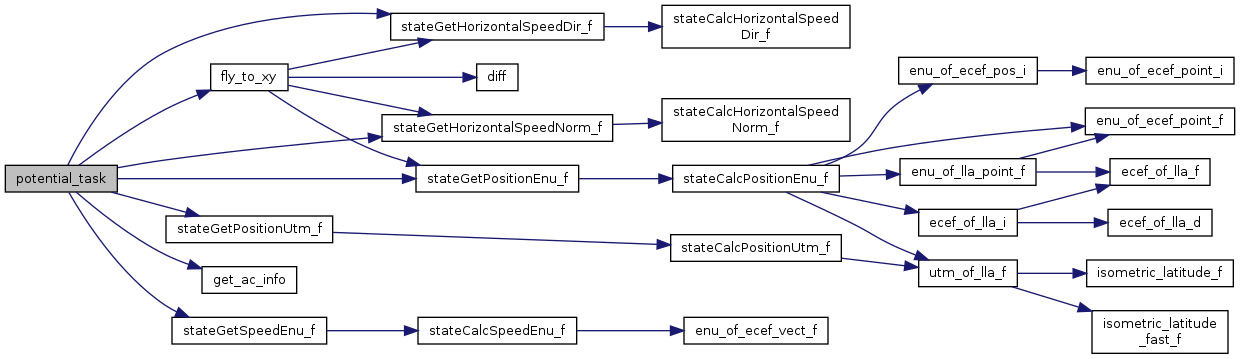 potential_task
stateGetHorizontalSpeedDir_f
stateCalcHorizontalSpeed
Dir_f
fly_to_xy
diff
stateGetHorizontalSpeedNorm_f
stateCalcHorizontalSpeed
Norm_f
stateGetPositionEnu_f
stateCalcPositionEnu_f
enu_of_ecef_pos_i
enu_of_ecef_point_i
enu_of_ecef_point_f
enu_of_lla_point_f
ecef_of_lla_f
ecef_of_lla_i
ecef_of_lla_d
stateGetPositionUtm_f
stateCalcPositionUtm_f
utm_of_lla_f
isometric_latitude_f
isometric_latitude
_fast_f
get_ac_info
stateGetSpeedEnu_f
stateCalcSpeedEnu_f
enu_of_ecef_vect_f